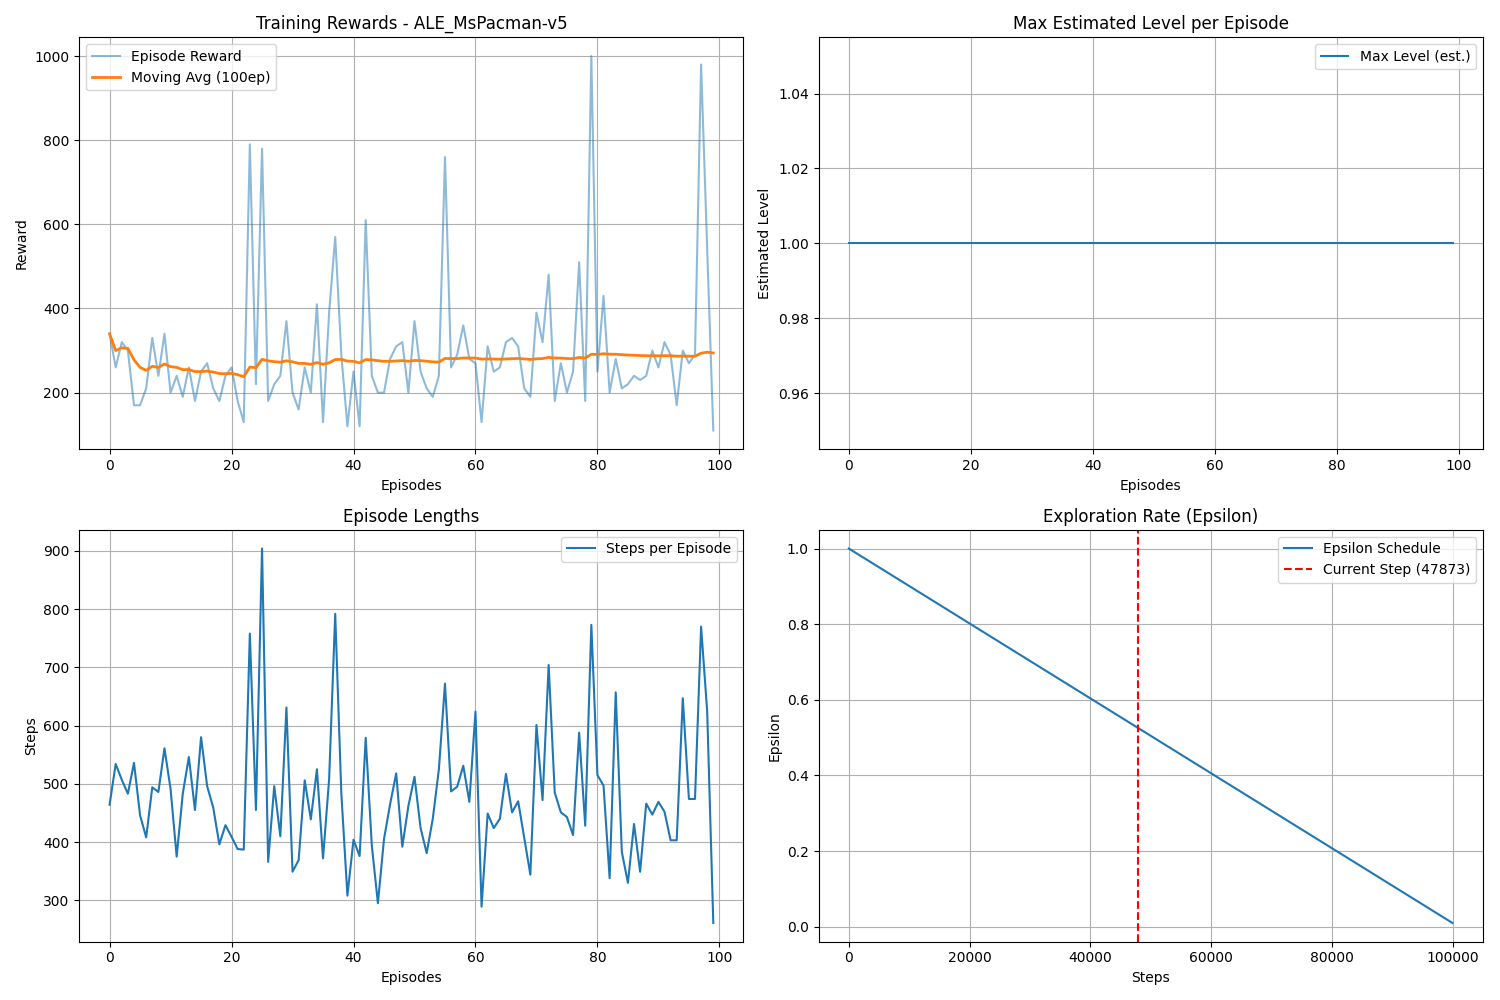 Training Rewards - ALE_MsPacman-v5
Episode Reward
Moving Avg (100ep)
1000
800
600
400
200
Reward
0 20 40 60 80 100
Episodes
Max Estimated Level per Episode
Max Level (est.)
1.04
1.02
1.00
0.98
0.96
Estimated Level
0 20 40 60 80 100
Episodes
Episode Lengths
Steps per Episode
900
800
700
600
500
400
300
Steps
0 20 40 60 80 100
Episodes
Exploration Rate (Epsilon)
Epsilon Schedule
Current Step (47873)
1.0
0.8
0.6
0.4
0.2
0.0
Epsilon
0 20000 40000 60000 80000 100000
Steps